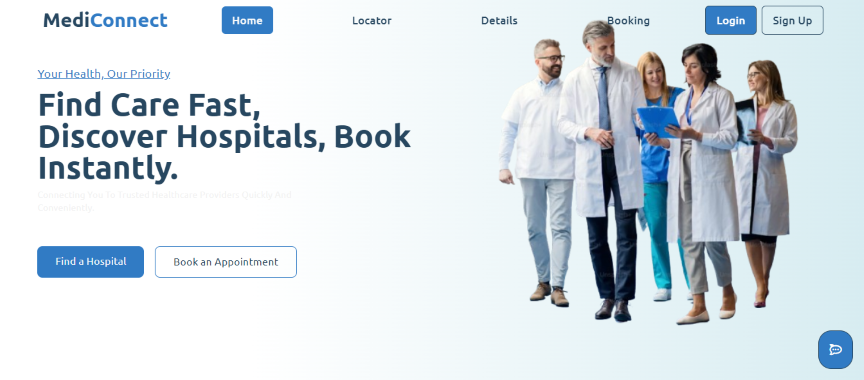 MediConnect
Home
Locator
Details
Booking
Login
Sign Up
Your Health, Our Priority
Find Care Fast,
Discover Hospitals, Book
Instantly.
Connecting You To Trusted Healthcare Providers Quickly And
Conveniently.
Find a Hospital
Book an Appointment